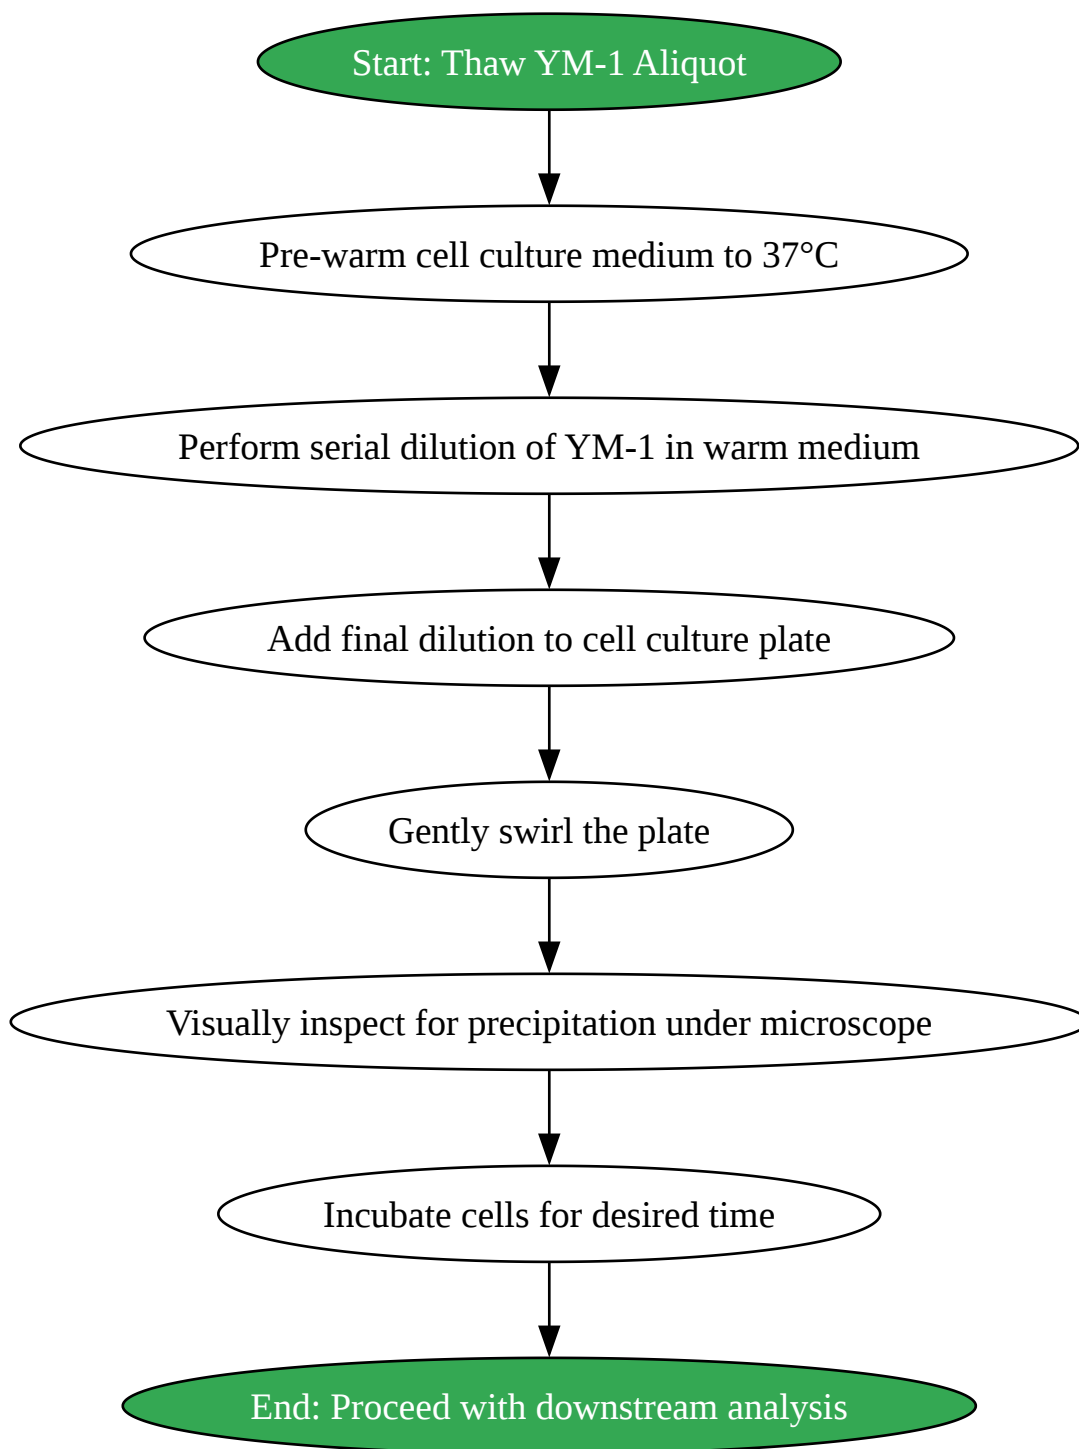 Start: Thaw YM-1 Aliquot
Pre-warm cell culture medium to 37°C
Perform serial dilution of YM-1 in warm medium
Add final dilution to cell culture plate
Gently swirl the plate
Visually inspect for precipitation under microscope
Incubate cells for desired time
End: Proceed with downstream analysis